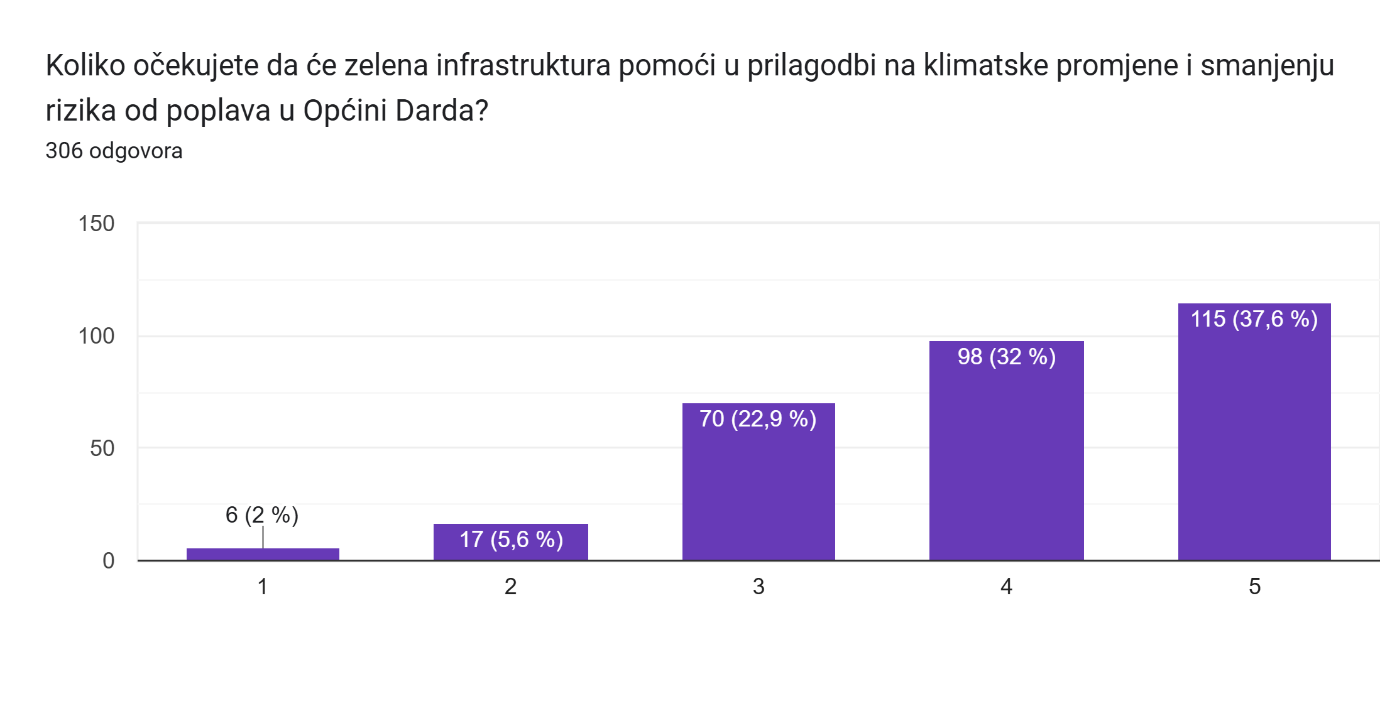 Koliko očekujete da će zelena infrastruktura pomoći u prilagodbi na klimatske promjene i smanjenju
rizika od poplava u Općini Darda?
306 odgovora
150
100
50
0
6 (2 %)
17 (5,6 %)
70 (22,9 %)
98 (32 %)
115 (37,6 %)
1
2
3
4
5